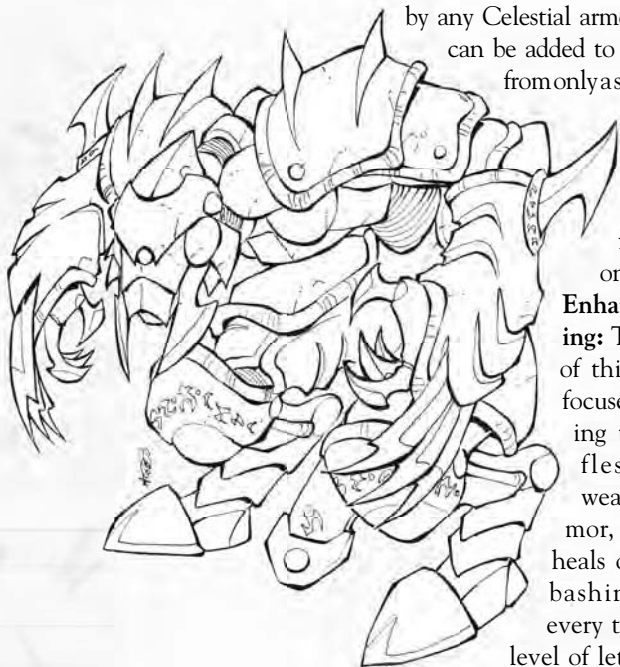 by any Celestial armo
can be added to
fromonlyas
or
Enha
ing: T
of thi
focuse
ing t
fles
wea
mor,
heals
bashin
every t
level of let